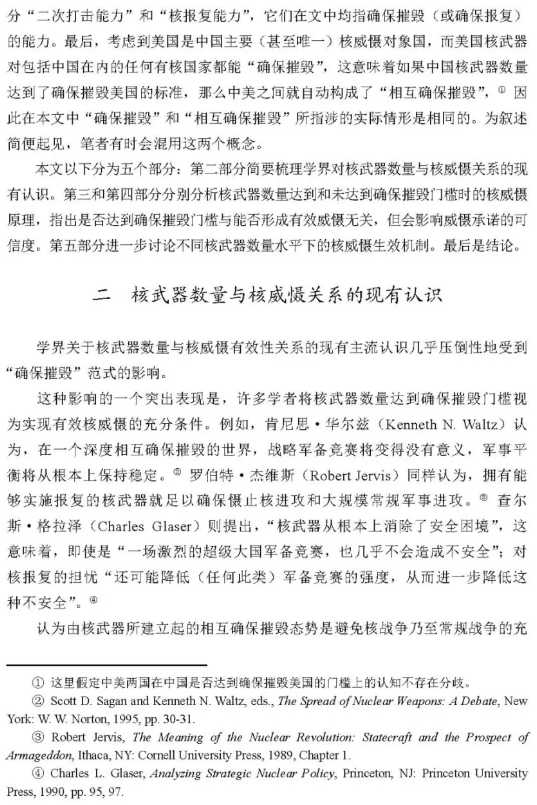 分“二次打击能力”和“核报复能力”，它们在文中均指确保摧毁（或确保报复）
的能力。最后，考虑到美国是中国主要（甚至唯一）核威慑对象国，而美国核武器
对包括中国在内的任何有核国家都能“确保摧毁”，这意味着如果中国核武器数量
达到了确保摧毁美国的标准，那么中美之间就自动构成了“相互确保摧毁”，① 因
此在本文中“确保摧毁”和“相互确保摧毁”所指涉的实际情形是相同的。为叙述
简便起见，笔者有时会混用这两个概念。
本文以下分为五个部分：第二部分简要梳理学界对核武器数量与核威慑关系的现
有认识。第三和第四部分分别分析核武器数量达到和未达到确保摧毁门槛时的核威慑
原理，指出是否达到确保摧毁门槛与能否形成有效威慑无关，但会影响威慑承诺的可
信度。第五部分进一步讨论不同核武器数量水平下的核威慑生效机制。最后是结论。
二 核武器数量与核威慑关系的现有认识
学界关于核武器数量与核威慑有效性关系的现有主流认识几乎压倒性地受到
“确保摧毁”范式的影响。
这种影响的一个突出表现是，许多学者将核武器数量达到确保摧毁门槛视
为实现有效核威慑的充分条件。例如，肯尼思·华尔兹（Kenneth N. Waltz）认
为，在一个深度相互确保摧毁的世界，战略军备竞赛将变得没有意义，军事平
衡将从根本上保持稳定。② 罗伯特·杰维斯（Robert Jervis）同样认为，拥有能
够实施报复的核武器就足以确保慑止核进攻和大规模常规军事进攻。③ 查尔
斯·格拉泽（Charles Glaser）则提出，“核武器从根本上消除了安全困境”，这
意味着，即使是“一场激烈的超级大国军备竞赛，也几乎不会造成不安全”；对
核报复的担忧“还可能降低（任何此类）军备竞赛的强度，从而进一步降低这
种不安全”。④
认为由核武器所建立起的相互确保摧毁态势是避免核战争乃至常规战争的充
① 这里假定中美两国在中国是否达到确保摧毁美国的门槛上的认知不存在分歧。
② Scott D. Sagan and Kenneth N. Waltz, eds., The Spread of Nuclear Weapons: A Debate, New
York: W. W. Norton, 1995, pp. 30-31.
③ Robert Jervis, The Meaning of the Nuclear Revolution: Statecraft and the Prospect of
Armageddon, Ithaca, NY: Cornell University Press, 1989, Chapter 1.
④ Charles L. Glaser, Analyzing Strategic Nuclear Policy, Princeton, NJ: Princeton University
Press, 1990, pp. 95, 97.